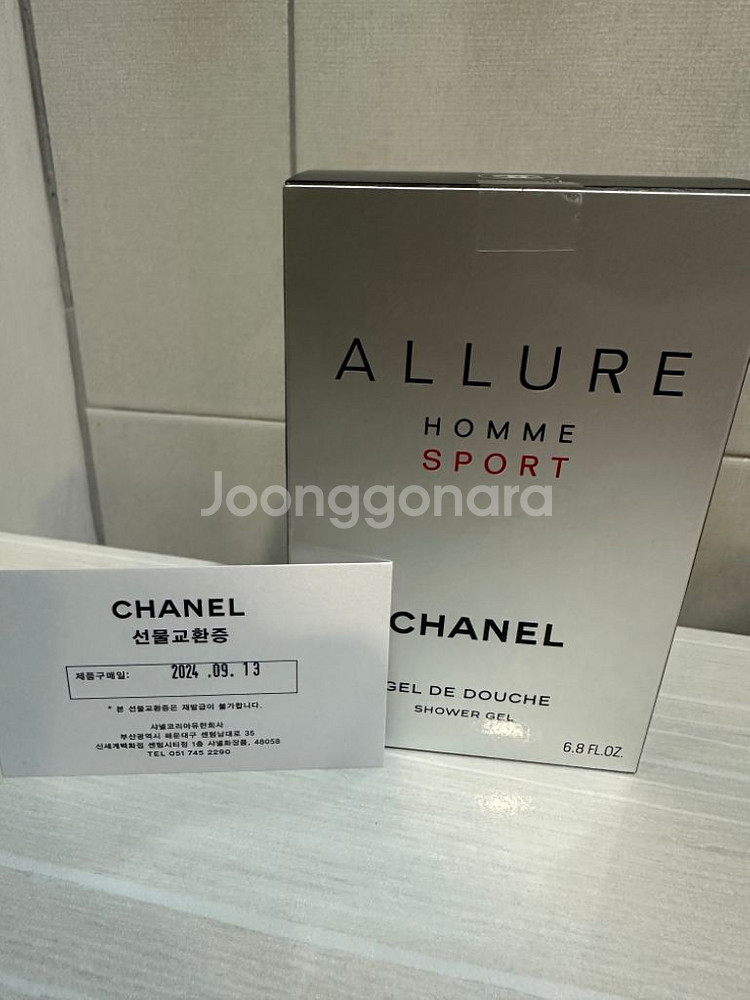 ALLURE
HOMME
SPORT
Joonggonara
CHANEL
GEL DE DOUCHE
SHOWER GEL
6.8 FL.OZ.
CHANEL
선물교환증
제품구매일: 2024 .09. 13
* 본 선물교환증은 재발급이 불가합니다.
샤넬코리아유한회사
부산광역시 해운대구 센텀남대로 35
신세계백화점 센텀시티점 1층 샤넬화장품, 48058
TEL 051 745 2290